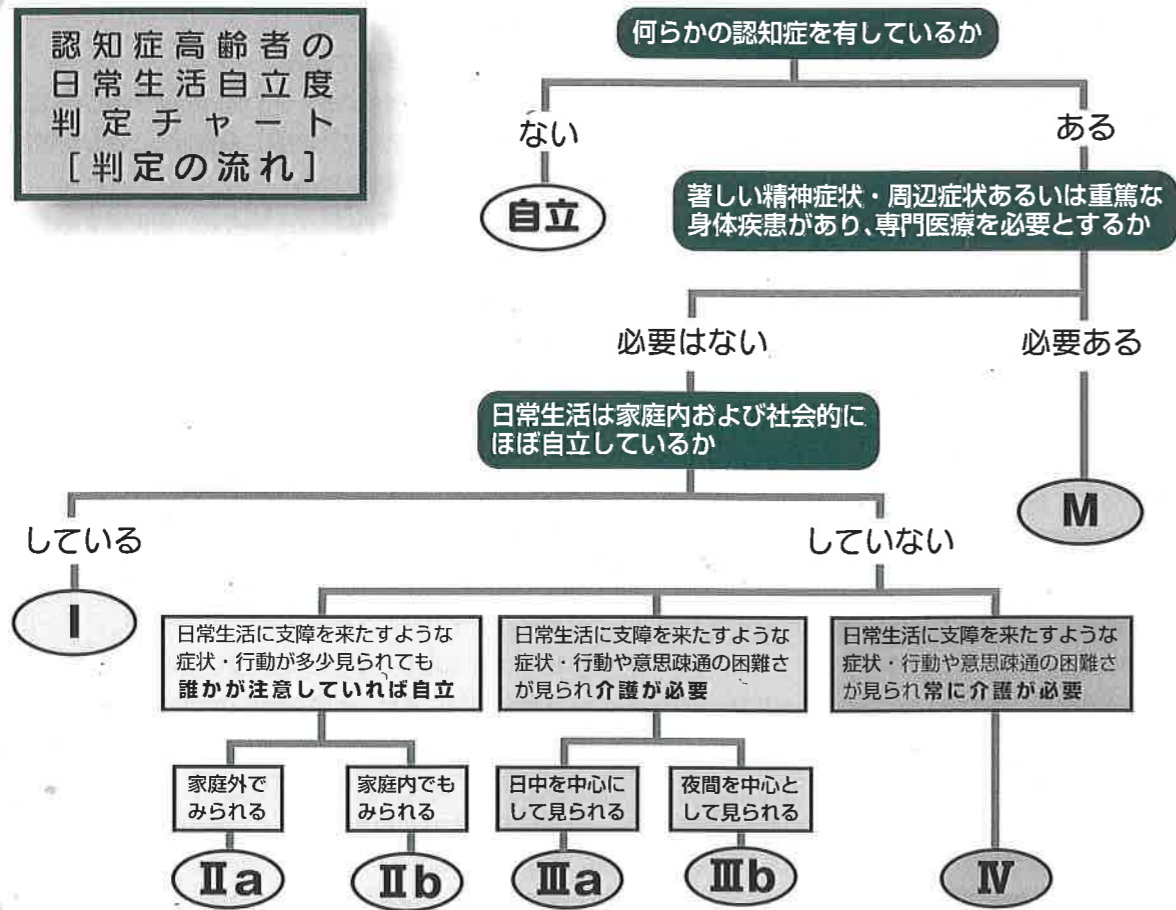 認知症高齢者の
日常生活自立度
判定チャート
[判定の流れ]
何らかの認知症を有しているか
ない
ある
自立
著しい精神症状・周辺症状あるいは重篤な
身体疾患があり、専門医療を必要とするか
必要はない
必要ある
日常生活は家庭内および社会的に
ほぼ自立しているか
M
している
していない
I
日常生活に支障を来たすような
症状・行動が多少見られても
誰かが注意していれば自立
日常生活に支障を来たすような
症状・行動や意思疎通の困難さ
が見られ介護が必要
日常生活に支障を来たすような
症状・行動や意思疎通の困難さ
が見られ常に介護が必要
家庭外で
みられる
家庭内でも
みられる
日中を中心に
して見られる
夜間を中心と
して見られる
Ⅱa
Ⅱb
Ⅲa
Ⅲb
Ⅳ